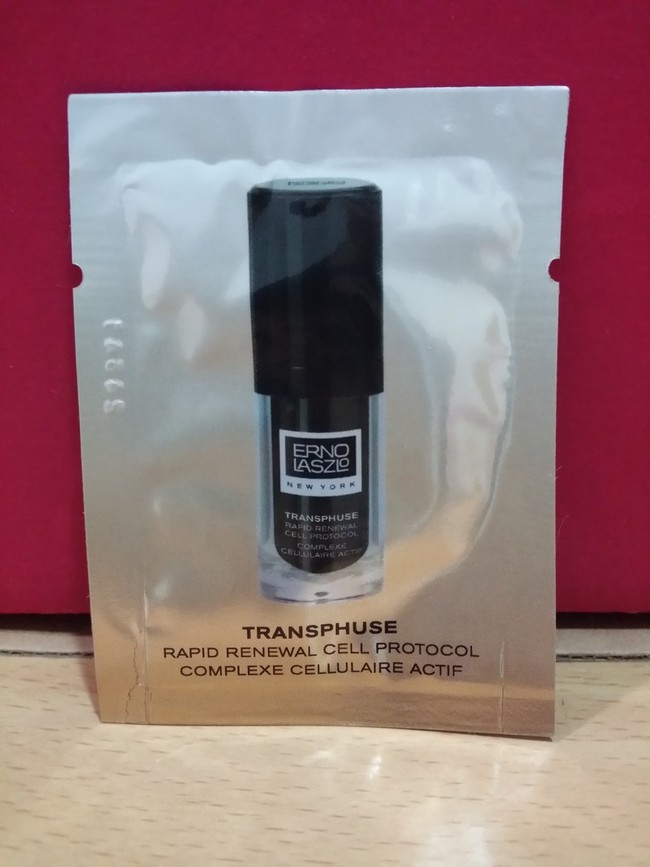 ERNO
LASZLO
NEW YORK
TRANSPHUSE
RAPID RENEWAL
CELL PROTOCOL
COMPLEXE
CELLULAIRE ACTIF
TRANSPHUSE
RAPID RENEWAL CELL PROTOCOL
COMPLEXE CELLULAIRE ACTIF